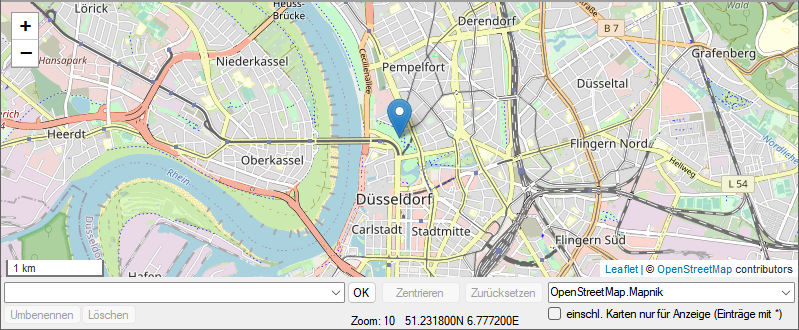 Lörick
Heuss-
Brücke
Derendorf
B 7
Wald
+
−
Hansapark
Niederkassel
Cecilienallee
Pempelfort
Grafenberg
Düsseltal
Heerdt
Oberkassel
Flingern Nord
Rhein
Hellweg
L 54
Düsseldorf
Carlstadt
Stadtmitte
Flingern Süd
Hafen
1 km
Leaflet | © OpenStreetMap contributors
OK
Zentrieren
Zurücksetzen
OpenStreetMap.Mapnik
Umbenennen
Löschen
Zoom: 10 51.231800N 6.777200E
einschl. Karten nur für Anzeige (Einträge mit *)